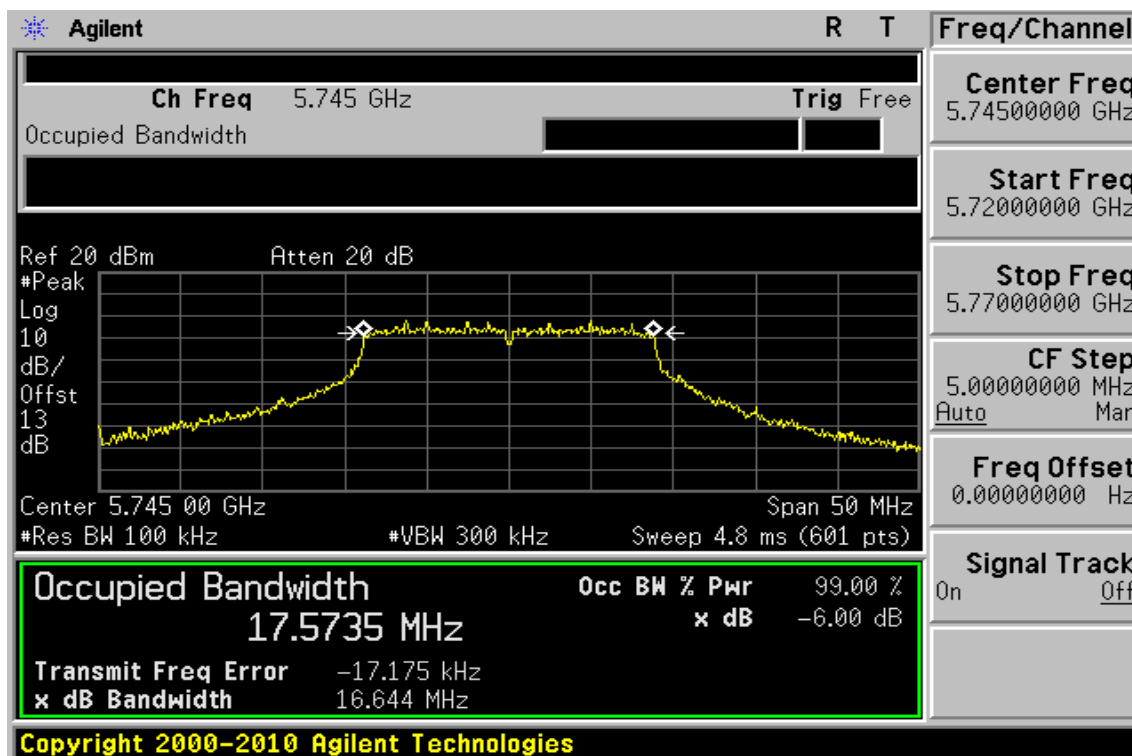 Agilent R T
Ch Freq 5.745 GHz Trig Free
Occupied Bandwidth
Ref 20 dBm Atten 20 dB
#Peak
Log
10
dB/
Offst
13
dB
Center 5.745 00 GHz Span 50 MHz
#Res BW 100 kHz #VBW 300 kHz Sweep 4.8 ms (601 pts)
Occupied Bandwidth Occ BW % Pwr 99.00 %
17.5735 MHz x dB -6.00 dB
Transmit Freq Error -17.175 kHz
x dB Bandwidth 16.644 MHz
Copyright 2000-2010 Agilent Technologies
Freq/Channel
Center Freq
5.74500000 GHz
Start Freq
5.72000000 GHz
Stop Freq
5.77000000 GHz
CF Step
5.00000000 MHz
Auto Man
Freq Offset
0.00000000 Hz
Signal Track
On Off